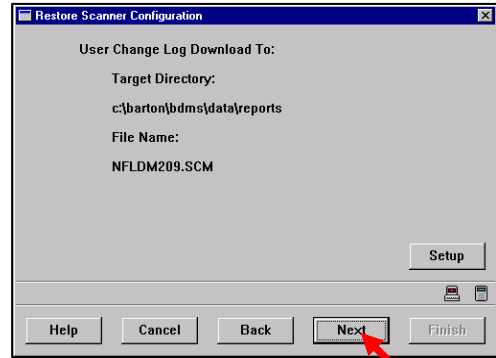 Restore Scanner Configuration
User Change Log Download To:
Target Directory:
c:\barton\bdms\data\reports
File Name:
NFLDM209.SCM
Setup
Help Cancel Back Next Finish